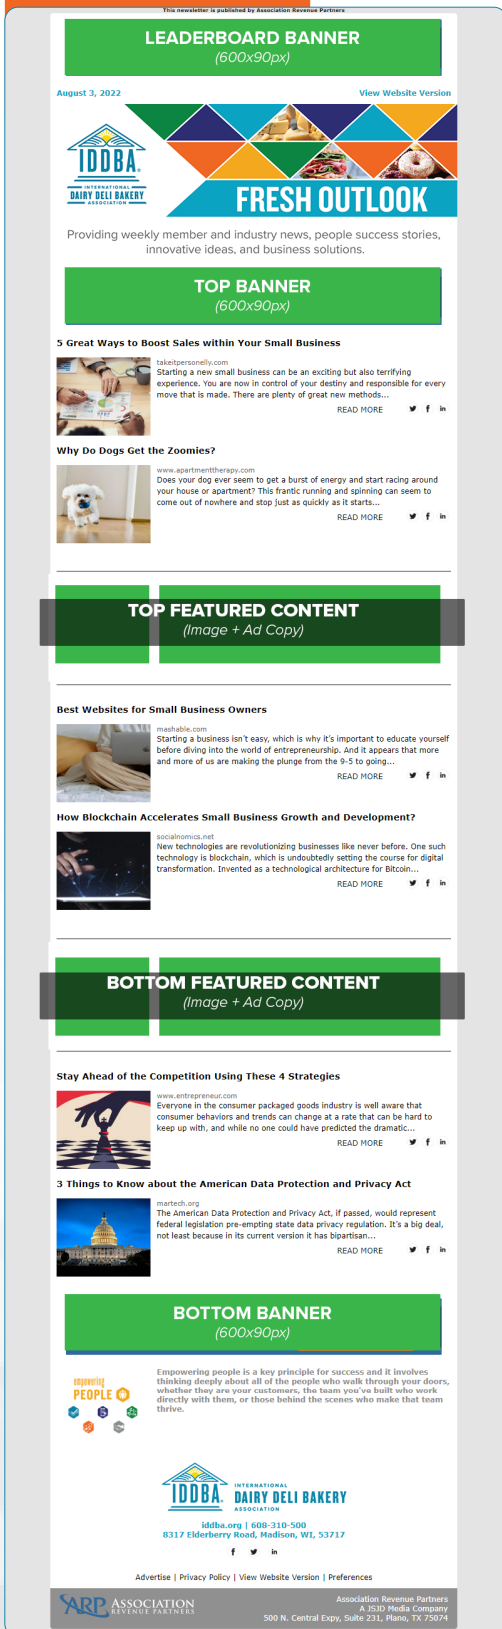 This newsletter is published by Association Revenue Partners
LEADERBOARD BANNER
(600x90px)
August 3, 2022
View Website Version
IDDBA
INTERNATIONAL
DAIRY DELI BAKERY
ASSOCIATION
FRESH OUTLOOK
Providing weekly member and industry news, people success stories,
innovative ideas, and business solutions.
TOP BANNER
(600x90px)
5 Great Ways to Boost Sales within Your Small Business
takeitpersonelly.com
Starting a new small business can be an exciting but also terrifying
experience. You are now in control of your destiny and responsible for every
move that is made. There are plenty of great new methods...
READ MORE
Why Do Dogs Get the Zoomies?
www.apartmenttherapy.com
Does your dog ever seem to get a burst of energy and start racing around
your house or apartment? This frantic running and spinning can seem to
come out of nowhere and stop just as quickly as it starts...
READ MORE
TOP FEATURED CONTENT
(Image + Ad Copy)
Best Websites for Small Business Owners
mashable.com
Starting a business isn't easy, which is why it's important to educate yourself
before diving into the world of entrepreneurship. And it appears that more
and more of us are making the plunge from the 9-5 to going...
READ MORE
How Blockchain Accelerates Small Business Growth and Development?
socialnomics.net
New technologies are revolutionizing businesses like never before. One such
technology is blockchain, which is undoubtedly setting the course for digital
transformation. Invented as a technological architecture for Bitcoin...
READ MORE
BOTTOM FEATURED CONTENT
(Image + Ad Copy)
Stay Ahead of the Competition Using These 4 Strategies
www.entrepreneur.com
Everyone in the consumer packaged goods industry is well aware that
consumer behaviors and trends can change at a rate that can be hard to
keep up with, and while no one could have predicted the dramatic...
READ MORE
3 Things to Know about the American Data Protection and Privacy Act
martech.org
The American Data Protection and Privacy Act, if passed, would represent
federal legislation pre-empting state data privacy regulation. It's a big deal,
not least because in its current version it has bipartisan...
READ MORE
BOTTOM BANNER
(600x90px)
empowering
PEOPLE
Empowering people is a key principle for success and it involves
thinking deeply about all of the people who walk through your doors,
whether they are your customers, the team you've built who work
directly with them, or those behind the scenes who make that team
thrive.
IDDBA
INTERNATIONAL
DAIRY DELI BAKERY
ASSOCIATION
iddba.org | 608-310-500
8317 Elderberry Road, Madison, WI, 53717
Advertise | Privacy Policy | View Website Version | Preferences
ARP ASSOCIATION
REVENUE PARTNERS
Association Revenue Partners
A JSJD Media Company
500 N. Central Expy, Suite 231, Plano, TX 75074